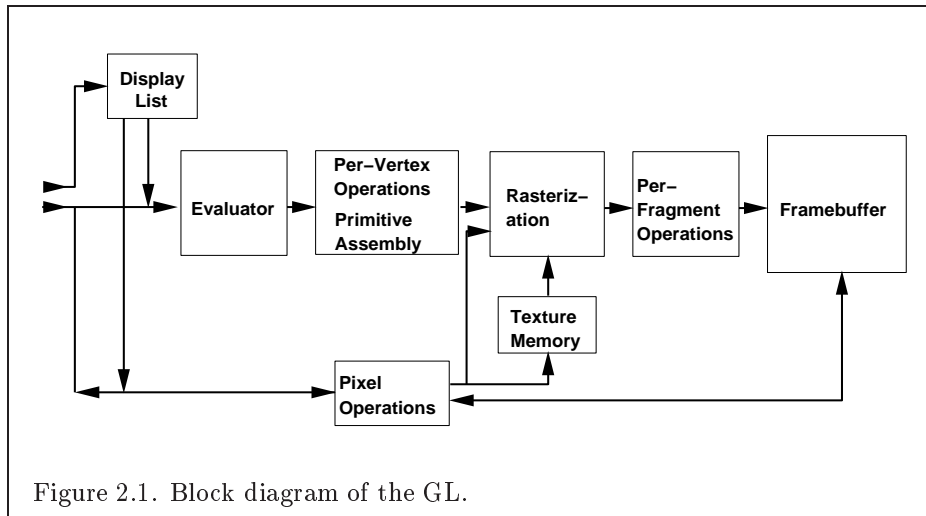 Display
List
Evaluator
Per−Vertex
Operations
Primitive
Assembly
Rasteriz−
ation
Per−
Fragment
Operations
Framebuffer
Texture
Memory
Pixel
Operations
Figure 2.1. Block diagram of the GL.